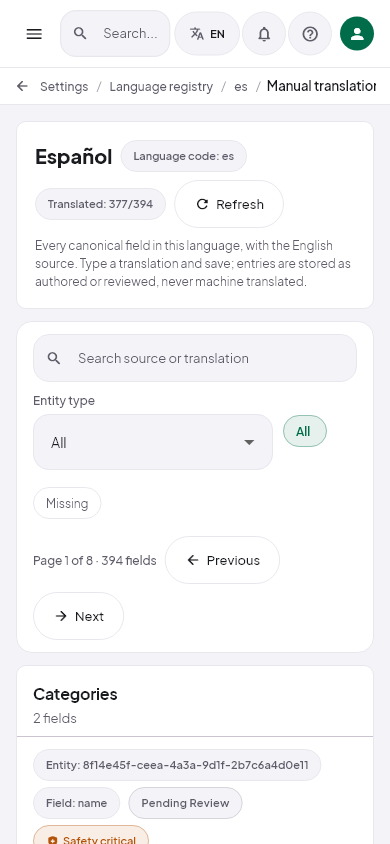 Search...
EN
Settings / Language registry / es / Manual translation
Español
Language code: es
Translated: 377/394
Refresh
Every canonical field in this language, with the English
source. Type a translation and save; entries are stored as
authored or reviewed, never machine translated.
Search source or translation
Entity type
All
All
Missing
Page 1 of 8 · 394 fields
Previous
Next
Categories
2 fields
Entity: 8f14e45f-ceea-4a3a-9d1f-2b7c6a4d0e11
Field: name
Pending Review
Safety critical